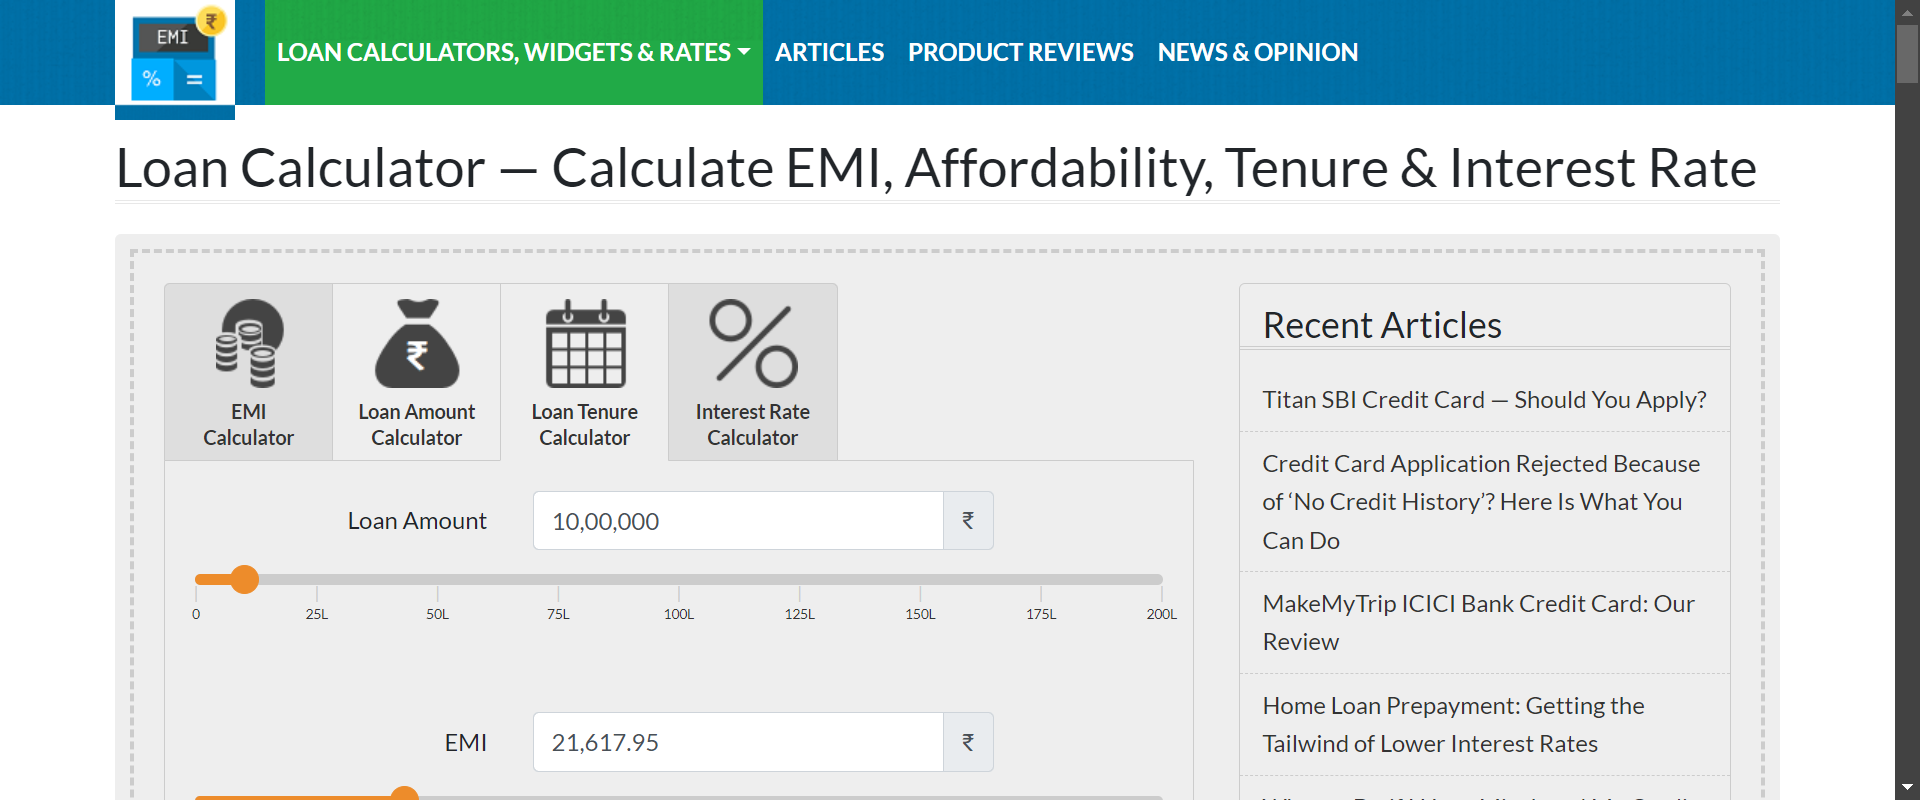 EMI
₹
%
=
LOAN CALCULATORS, WIDGETS & RATES
ARTICLES
PRODUCT REVIEWS
NEWS & OPINION
Loan Calculator — Calculate EMI, Affordability, Tenure & Interest Rate
EMI
Calculator
₹
Loan Amount
Calculator
Loan Tenure
Calculator
Interest Rate
Calculator
Loan Amount
10,00,000
₹
0
25L
50L
75L
100L
125L
150L
175L
200L
EMI
21,617.95
₹
Recent Articles
Titan SBI Credit Card — Should You Apply?
Credit Card Application Rejected Because
of ‘No Credit History’? Here Is What You
Can Do
MakeMyTrip ICICI Bank Credit Card: Our
Review
Home Loan Prepayment: Getting the
Tailwind of Lower Interest Rates